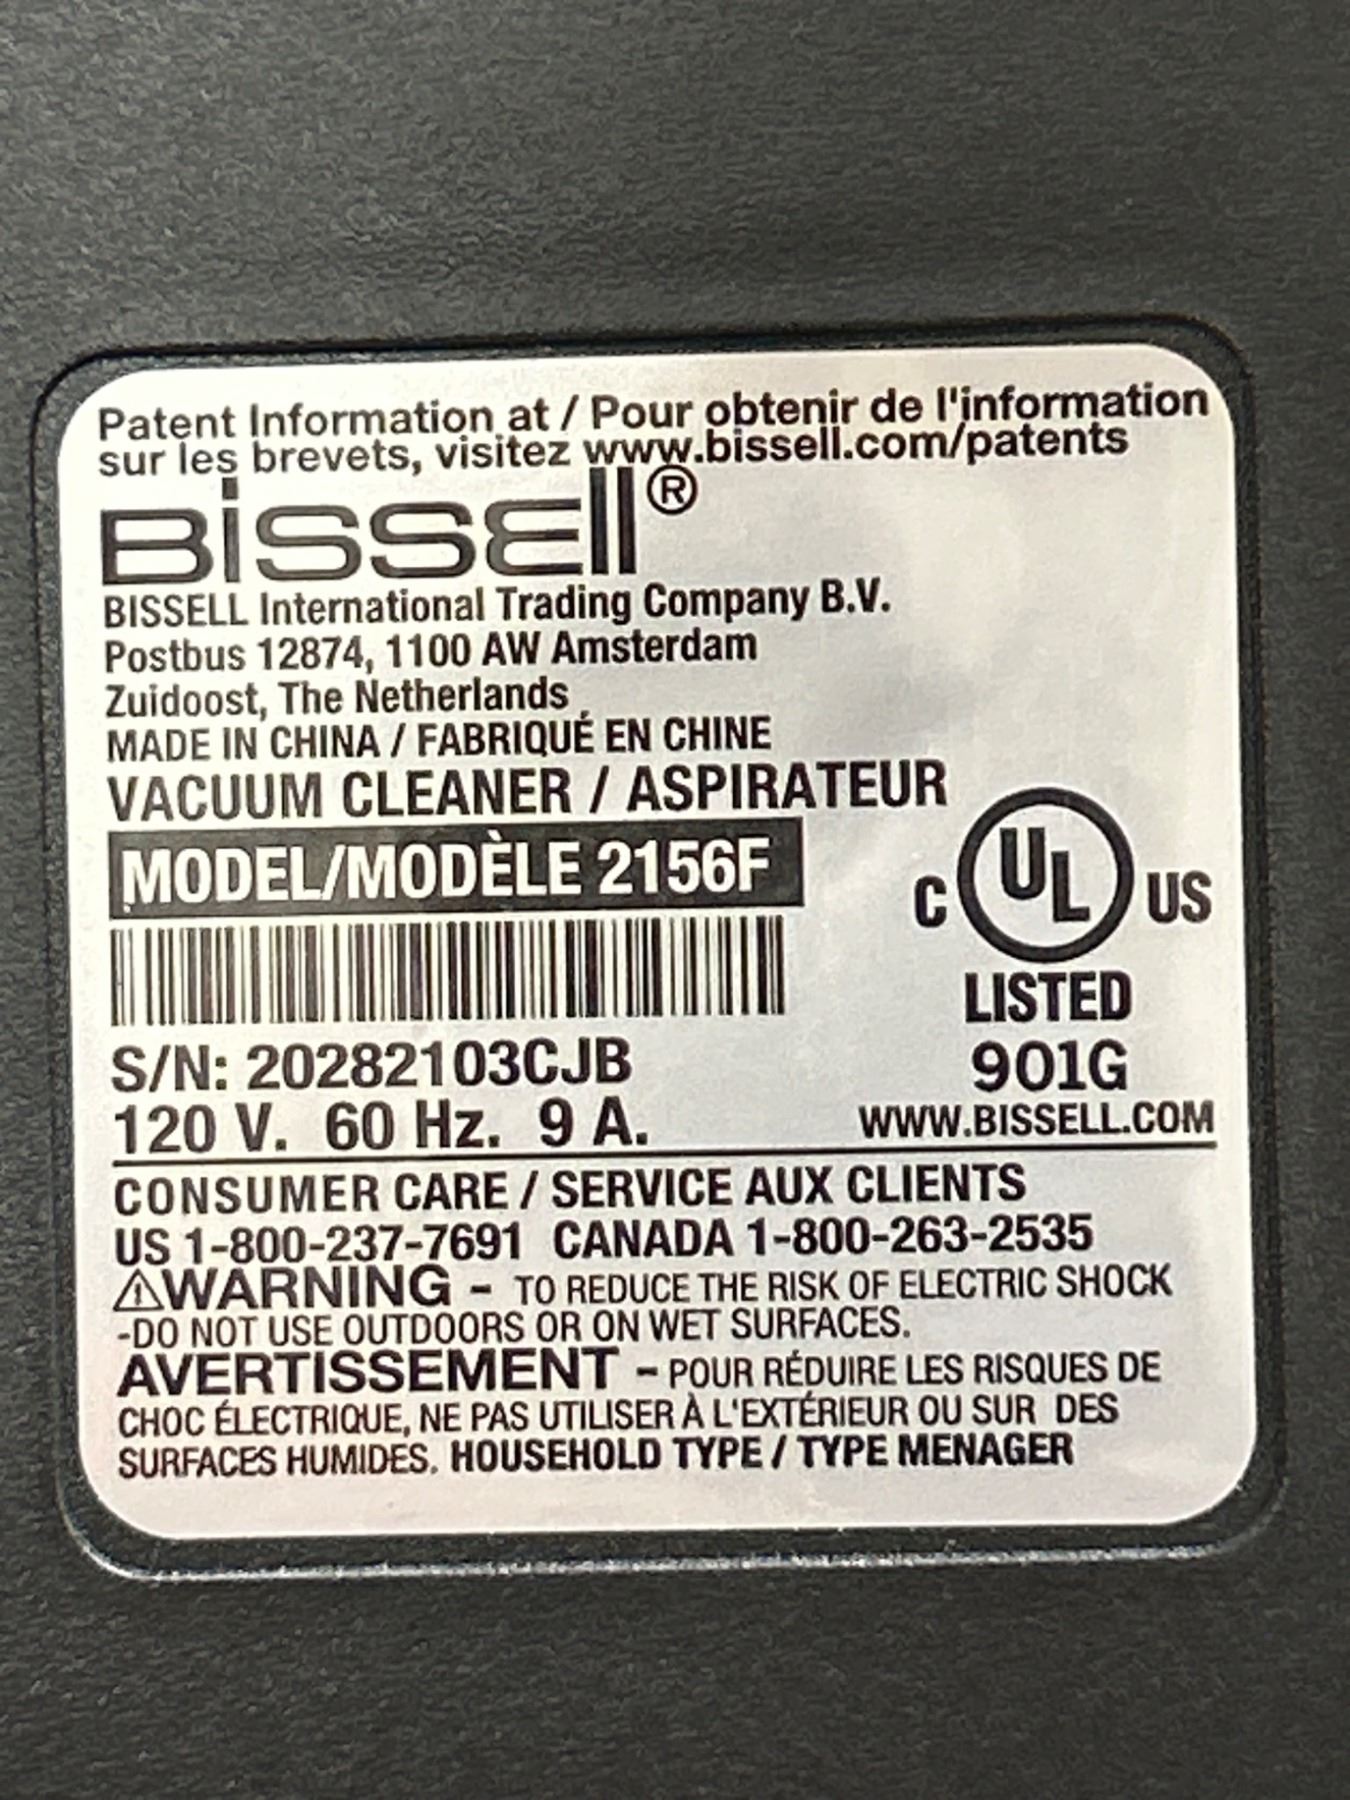 Patent Information at / Pour obtenir de l'information
sur les brevets, visitez www.bissell.com/patents
BISSELL®
BISSELL International Trading Company B.V.
Postbus 12874, 1100 AW Amsterdam
Zuidoost, The Netherlands
MADE IN CHINA / FABRIQUÉ EN CHINE
VACUUM CLEANER / ASPIRATEUR
MODEL/MODÈLE 2156F
C UL US
LISTED
S/N: 20282103CJB
901G
120 V. 60 Hz. 9 A.
WWW.BISSELL.COM
CONSUMER CARE / SERVICE AUX CLIENTS
US 1-800-237-7691 CANADA 1-800-263-2535
⚠WARNING - TO REDUCE THE RISK OF ELECTRIC SHOCK
-DO NOT USE OUTDOORS OR ON WET SURFACES.
AVERTISSEMENT - POUR RÉDUIRE LES RISQUES DE
CHOC ÉLECTRIQUE, NE PAS UTILISER À L'EXTÉRIEUR OU SUR DES
SURFACES HUMIDES. HOUSEHOLD TYPE / TYPE MENAGER